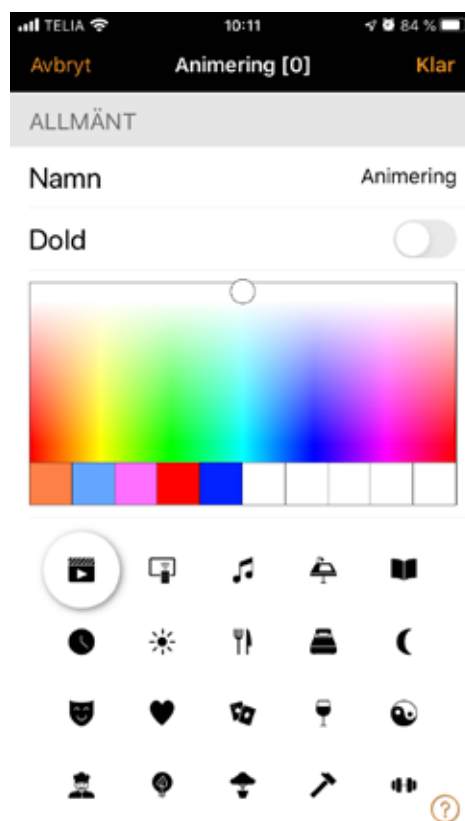 TELIA 10:11 84 %
Avbryt Animering [0] Klar
ALLMÄNT
Namn Animering
Dold
?